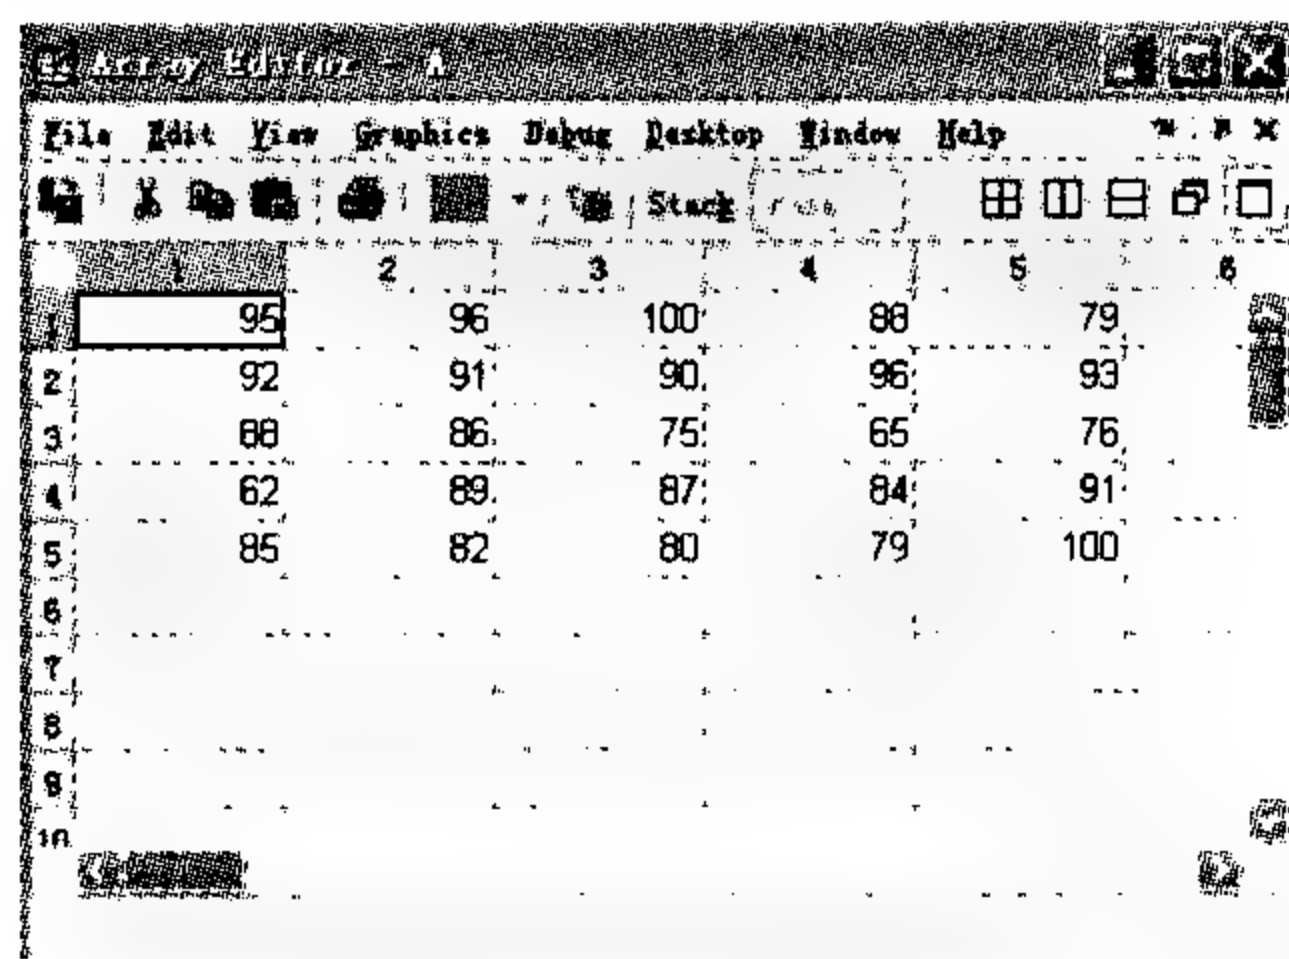 Array Editor - A
File Edit View Graphics Debug Desktop Window Help
Stack
1 2 3 4 5 6
1 95 96 100 88 79
2 92 91 90 96 93
3 88 86 75 65 76
4 62 89 87 84 91
5 85 82 80 79 100
6
7
8
9
10